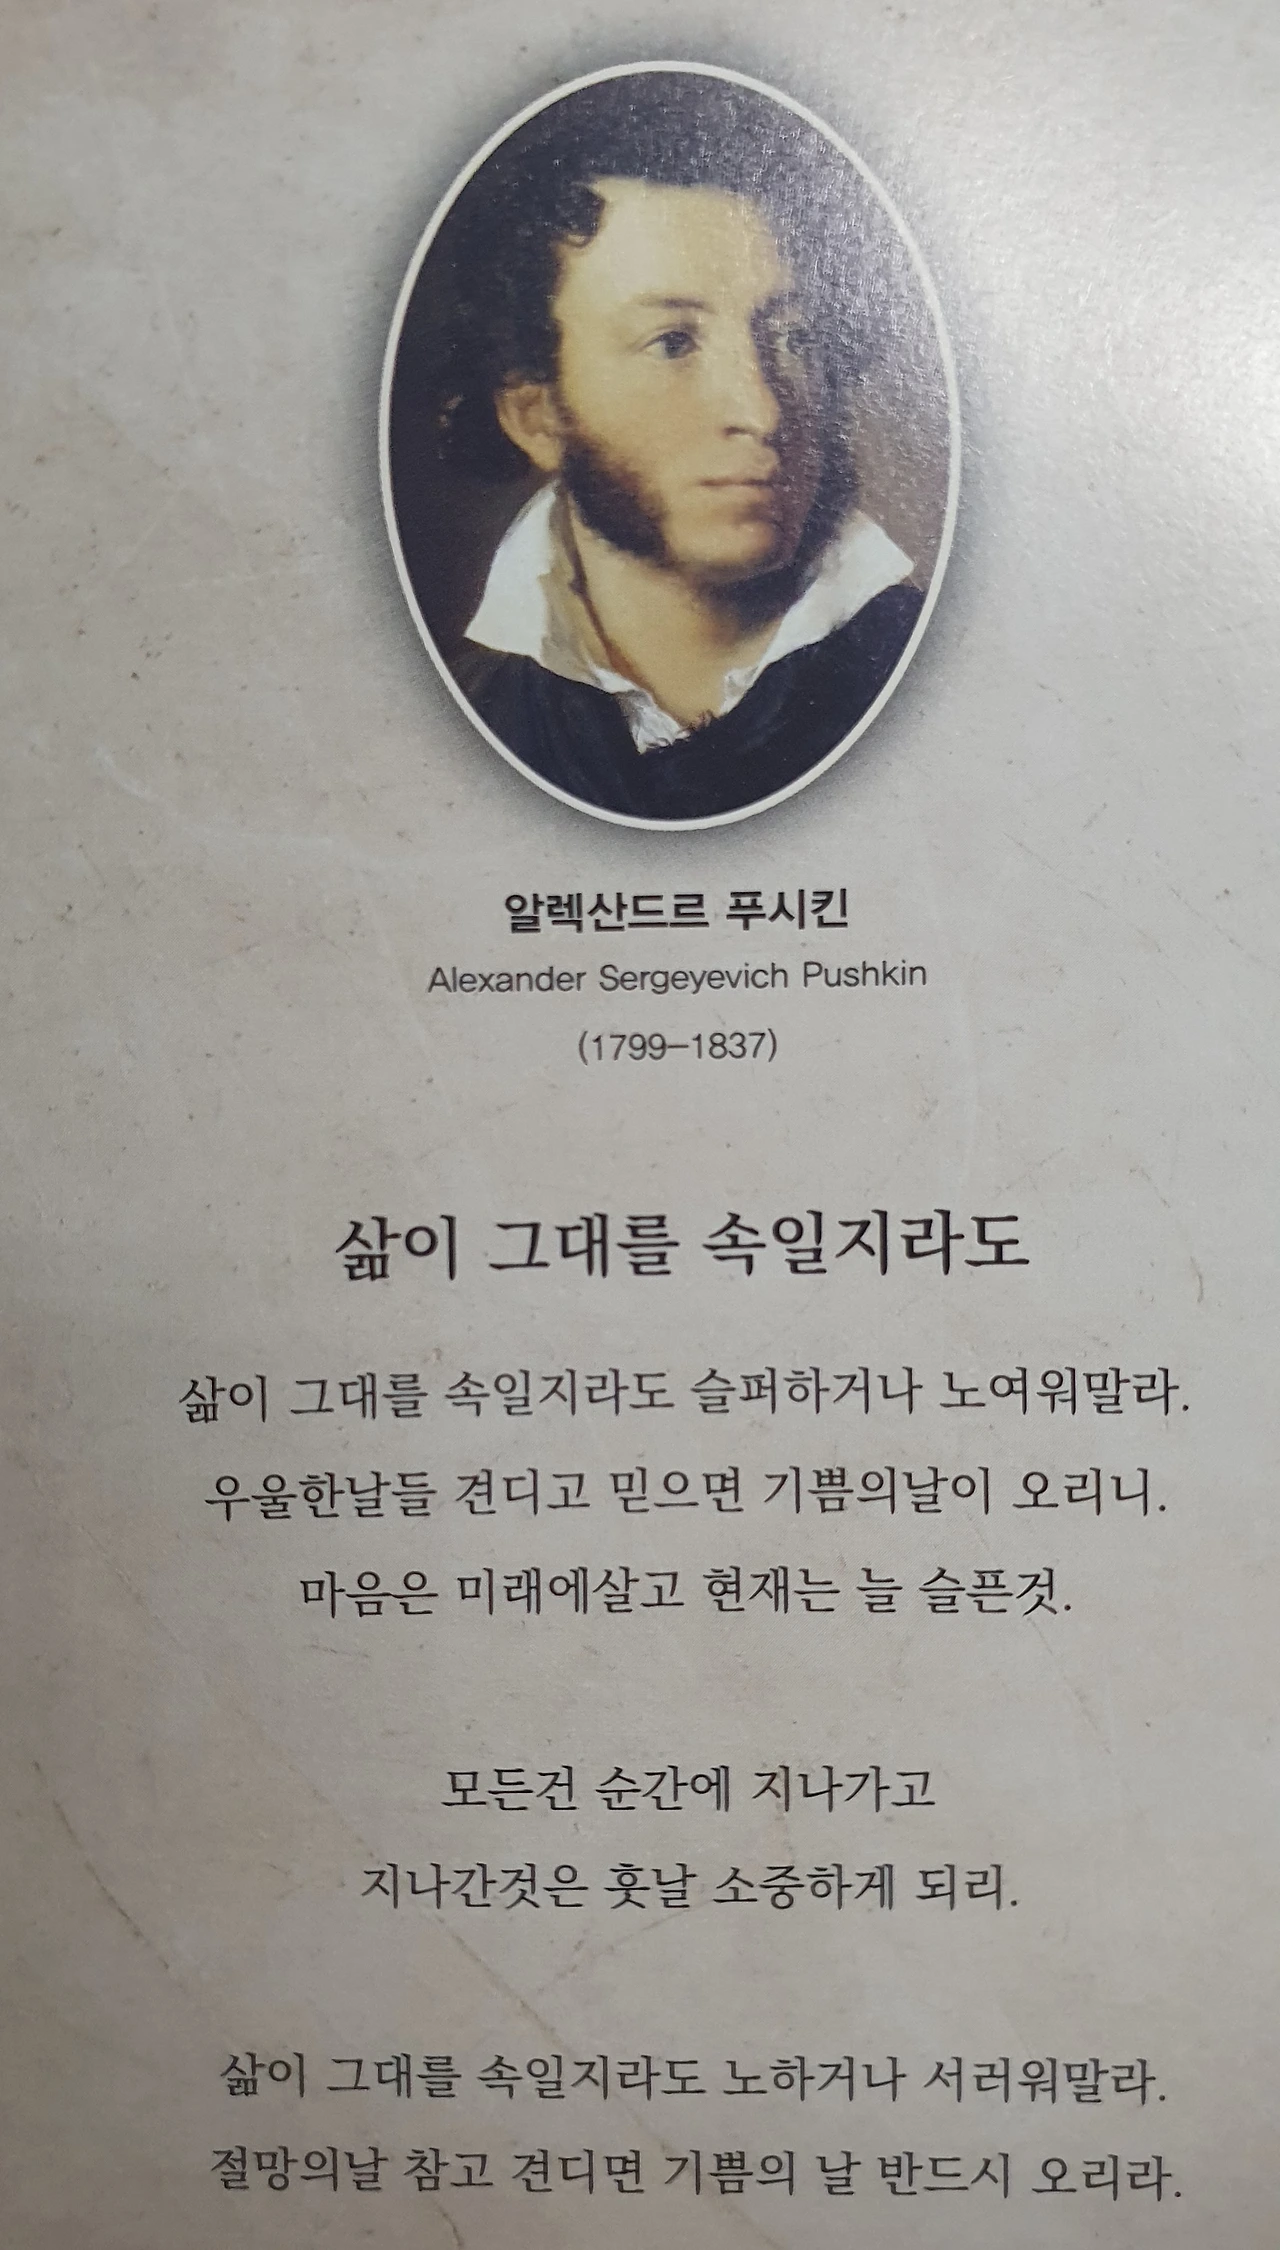 알렉산드르 푸시킨
Alexander Sergeyevich Pushkin
(1799–1837)
삶이 그대를 속일지라도
삶이 그대를 속일지라도 슬퍼하거나 노여워말라.
우울한날들 견디고 믿으면 기쁨의날이 오리니.
마음은 미래에살고 현재는 늘 슬픈것.
모든건 순간에 지나가고
지나간것은 훗날 소중하게 되리.
삶이 그대를 속일지라도 노하거나 서러워말라.
절망의날 참고 견디면 기쁨의 날 반드시 오리라.